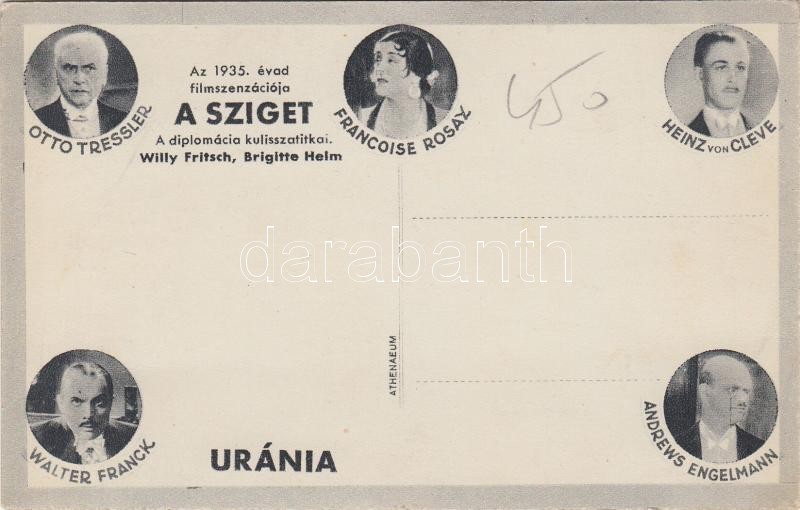 OTTO TRESSLER
Az 1935. évad
filmszenzációja
A SZIGET
A diplomácia kulisszatitkai.
Willy Fritsch, Brigitte Helm
FRANCOISE ROSAY
450
HEINZ VON CLEVE
darabanth
ATHENAEUM
WALTER FRANCK
URÁNIA
ANDREWS ENGELMANN